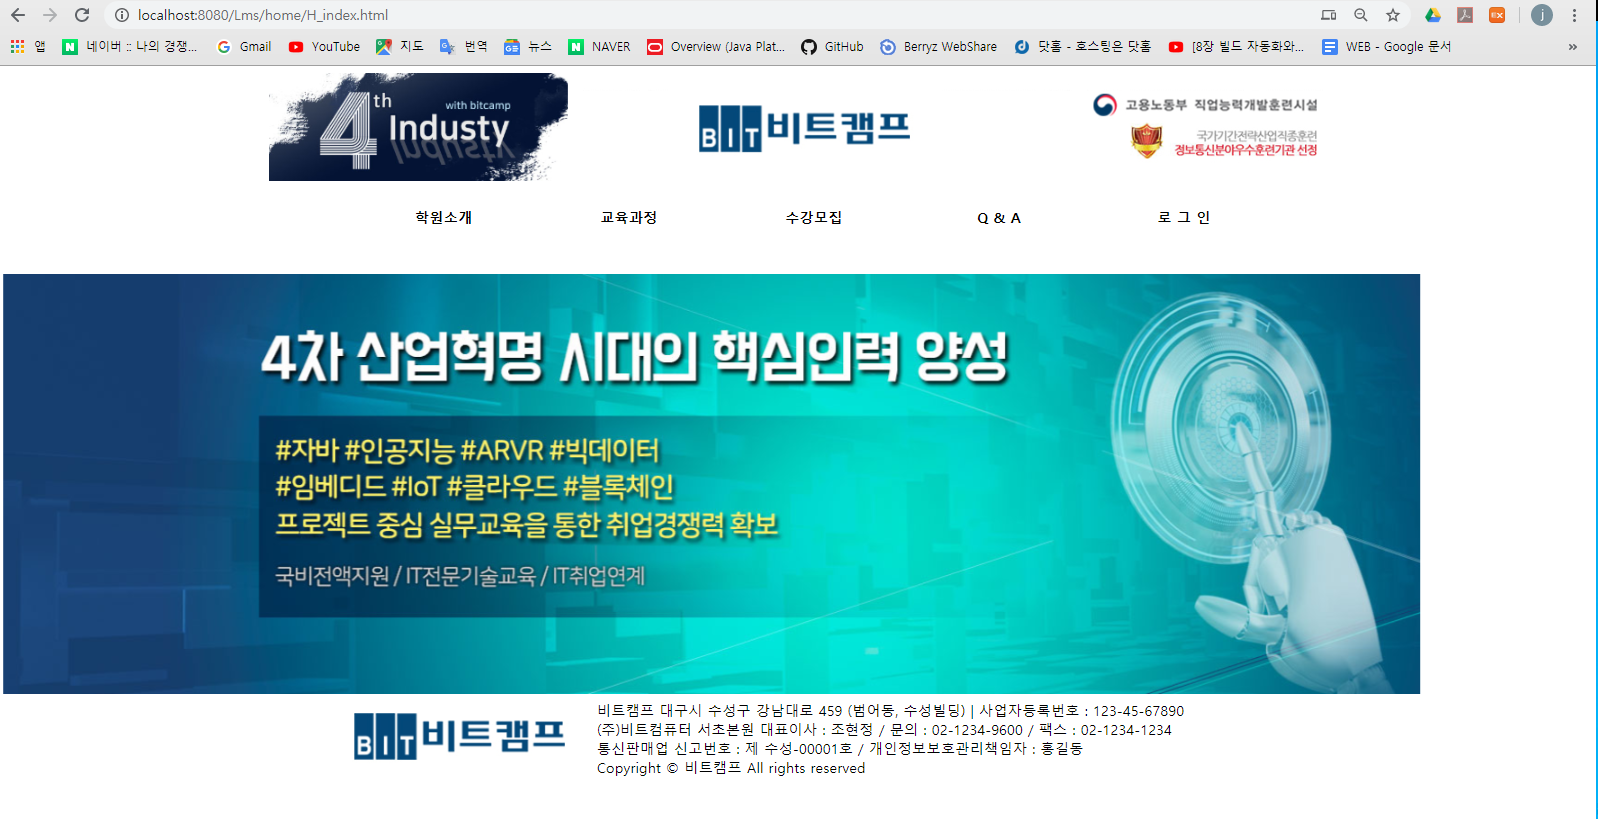 localhost:8080/Lms/home/H_index.html
앱 네이버 :: 나의 경쟁... Gmail YouTube 지도 번역 뉴스 NAVER Overview (Java Plat... GitHub Berryz WebShare 닷홈 - 호스팅은 닷홈 [8장 빌드 자동화와... WEB - Google 문서 »
4th with bitcamp
Industy
BIT 비트캠프
고용노동부 직업능력개발훈련시설
국가기간전략산업직종훈련
정보통신분야우수훈련기관 선정
학원소개 교육과정 수강모집 Q & A 로 그 인
4차 산업혁명 시대의 핵심인력 양성
#자바 #인공지능 #ARVR #빅데이터
#임베디드 #IoT #클라우드 #블록체인
프로젝트 중심 실무교육을 통한 취업경쟁력 확보
국비전액지원 / IT전문기술교육 / IT취업연계
BIT 비트캠프
비트캠프 대구시 수성구 강남대로 459 (범어동, 수성빌딩) | 사업자등록번호 : 123-45-67890
(주)비트컴퓨터 서초본원 대표이사 : 조현정 / 문의 : 02-1234-9600 / 팩스 : 02-1234-1234
통신판매업 신고번호 : 제 수성-00001호 / 개인정보보호관리책임자 : 홍길동
Copyright © 비트캠프 All rights reserved